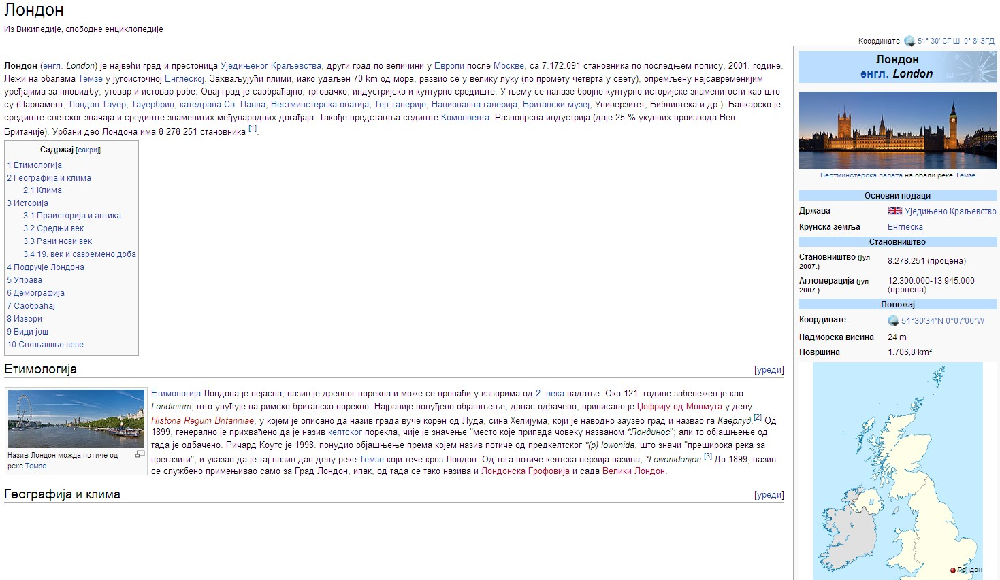 Лондон
Из Википедије, слободне енциклопедије
Координате: 51° 30′ СГ Ш, 0° 8′ ЗГД
Лондон (енгл. London) је највећи град и престоница Уједињеног Краљевства, други град по величини у Европи после Москве, са 7.172.091 становника по последњем попису, 2001. године.
Лежи на обалама Темзе у југоисточној Енглеској. Захваљујући плими, иако удаљен 70 km од мора, развио се у велику луку (по промету четврта у свету), опремљену најсавременијим
уређајима за пловидбу, утовар и истовар робе. Овај град је саобраћајно, трговачко, индустријско и културно средиште. У њему се налазе бројне културно-историјске знаменитости као што
су (Парламент, Лондон Тауер, Тауербриџ, катедрала Св. Павла, Вестминстерска опатија, Тејт галерије, Национална галерија, Британски музеј, Универзитет, Библиотека и др.). Банкарско је
средиште светског значаја и средиште знаменитих међународних догађаја. Такође представља седиште Комонвелта. Разноврсна индустрија (даје 25 % укупних производа Вел.
Британије). Урбани део Лондона има 8 278 251 становника [1].
Садржај [сакриј]
1 Етимологија
2 Географија и клима
2.1 Клима
3 Историја
3.1 Праисторија и антика
3.2 Средњи век
3.3 Рани нови век
3.4 19. век и савремено доба
4 Подручје Лондона
5 Управа
6 Демографија
7 Саобраћај
8 Извори
9 Види још
10 Спољашње везе
Етимологија
[уреди]
Етимологија Лондона је нејасна, назив је древног порекла и може се пронаћи у изворима од 2. века надаље. Око 121. године забележен је као
Londinium, што упућује на римско-британско порекло. Најраније понуђено објашњење, данас одбачено, приписано је Џефрију од Монмута у делу
Historia Regum Britanniae, у којем је описано да назив града вуче корен од Луда, сина Хелијума, који је наводно заузео град и назвао га Каерлуд.[2] Од
1899, генерално је прихваћено да је назив келтског порекла, чије је значење "место које припада човеку названом *Лондинос"; али то објашњење од
тада је одбачено. Ричард Коутс је 1998. понудио објашњење према којем назив потиче од предкелтског *(p) lowonida, што значи "преширока река за
прегазити", и указао да је тај назив дан делу реке Темзе који тече кроз Лондон. Од тога потиче келтска верзија назива, *Lowonidonjon.[3] До 1899, назив
се службено примењивао само за Град Лондон, ипак, од тада се тако назива и Лондонска Грофовија и сада Велики Лондон.
Назив Лондон можда потиче од
реке Темзе
Географија и клима
[уреди]
Лондон
енгл. London
Вестминстерска палата на обали реке Темзе
Основни подаци
Држава Уједињено Краљевство
Крунска земља Енглеска
Становништво
Становништво (јул 2007.) 8.278.251 (процена)
Агломерација (јул 2007.) 12.300.000-13.945.000 (процена)
Положај
Координате 51°30′34″N 0°07′06″W
Надморска висина 24 m
Површина 1.706,8 km²
Лондон